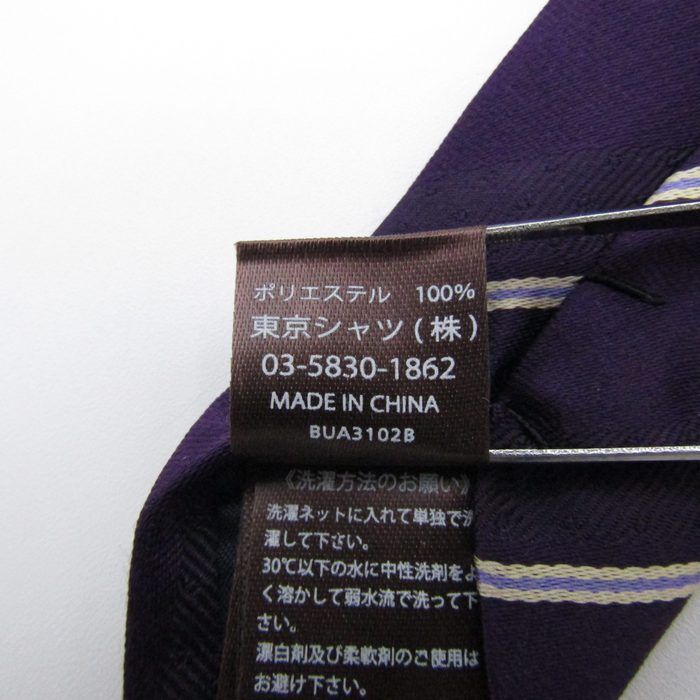 ポリエステル 100%
東京シャツ(株)
03-5830-1862
MADE IN CHINA
BUA3102B
《洗濯方法のお願い》
洗濯ネットに入れて単独で洗
濯して下さい。
30℃以下の水に中性洗剤をよ
く溶かして弱水流で洗って下
さい。
漂白剤及び柔軟剤のご使用は
お避け下さい。